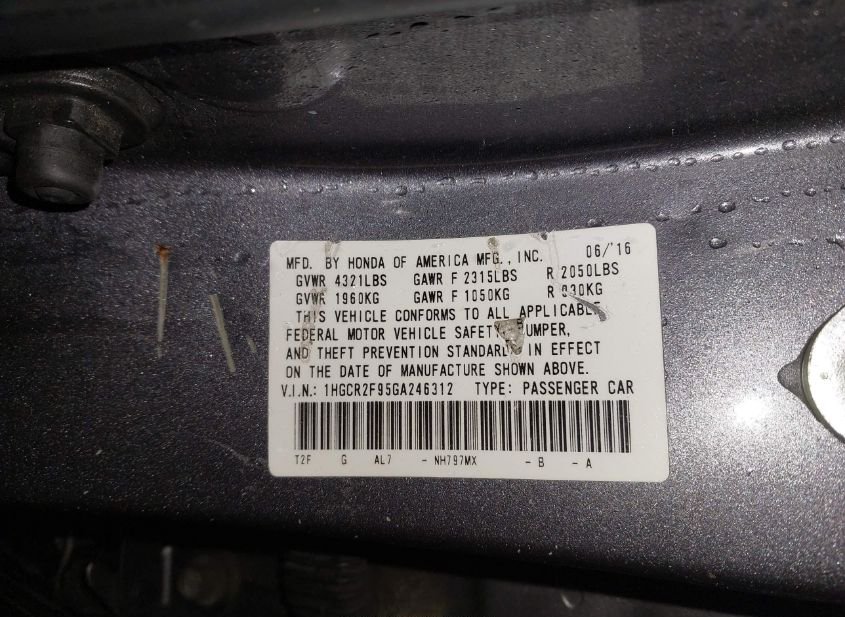 MFD. BY HONDA OF AMERICA MFG., INC. 06/'16
GVWR 4321LBS GAWR F 2315LBS R 2050LBS
GVWR 1960KG GAWR F 1050KG R 930KG
THIS VEHICLE CONFORMS TO ALL APPLICABLE
FEDERAL MOTOR VEHICLE SAFETY, BUMPER,
AND THEFT PREVENTION STANDARDS IN EFFECT
ON THE DATE OF MANUFACTURE SHOWN ABOVE.
V.I.N.: 1HGCR2F95GA246312 TYPE: PASSENGER CAR
T2F G AL7 - NH797MX - B - A